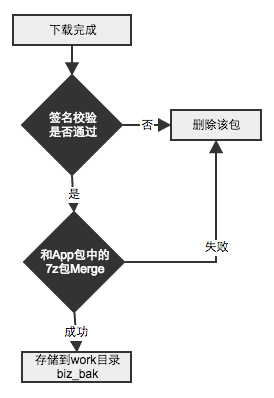 下载完成
签名校验
是否通过
否
删除该包
是
和App包中的
7z包Merge
失败
成功
存储到work目录
biz_bak